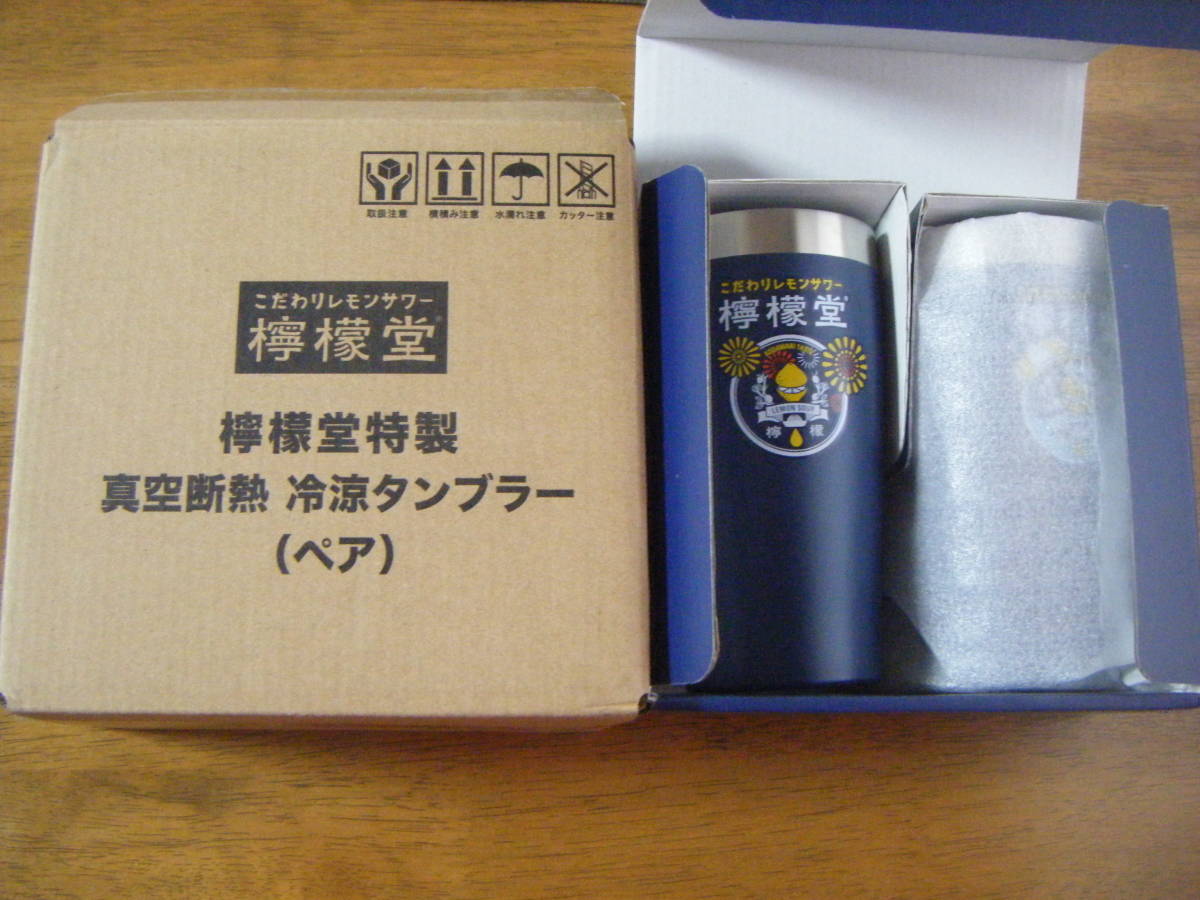 取扱注意 横積み注意 水濡れ注意 カッター注意
こだわりレモンサワー
檸檬堂
檸檬堂特製
真空断熱 冷涼タンブラー
(ペア)
こだわりレモンサワー
檸檬堂
LEMON SOUR
檸 檬